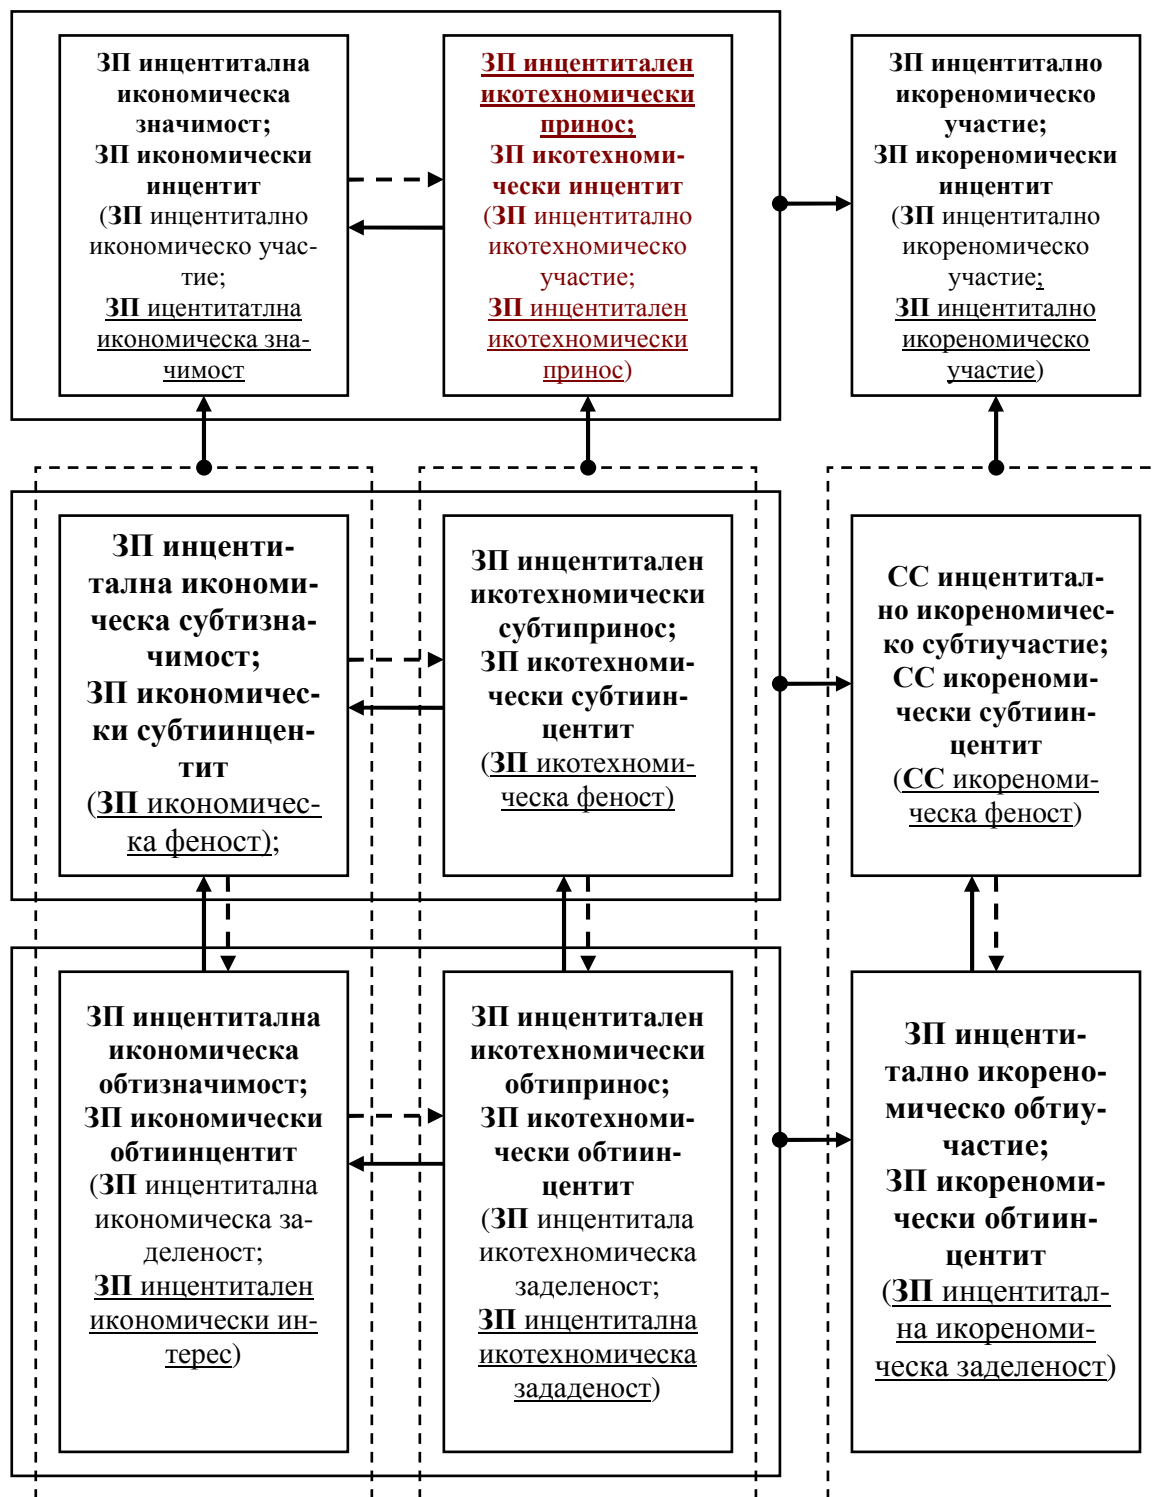 ЗП инцентитална
икономическа
значимост;
ЗП икономически
инцентит
(ЗП инцентитално
икономическо учас-
тие;
ЗП ицентитатлна
икономическа зна-
чимост
ЗП инцентитален
икотехномически
принос;
ЗП икотехноми-
чески инцентит
(ЗП инцентитално
икотехномическо
участие;
ЗП инцентитален
икотехномически
принос)
ЗП инцентитално
икореномическо
участие;
ЗП икореномически
инцентит
(ЗП инцентитално
икореномическо
участие;
ЗП инцентитално
икореномическо
участие)
ЗП инценти-
тална икономи-
ческа субтизна-
чимост;
ЗП икономичес-
ки субтиинцен-
тит
(ЗП икономичес-
ка феност);
ЗП инцентитален
икотехномически
субтипринос;
ЗП икотехноми-
чески субтиин-
центит
(ЗП икотехноми-
ческа феност)
СС инцентитал-
но икореномичес-
ко субтиучастие;
СС икореноми-
чески субтиин-
центит
(СС икореноми-
ческа феност)
ЗП инцентитална
икономическа
обтизначимост;
ЗП икономически
обтиинцентит
(ЗП инцентитална
икономическа за-
деленост;
ЗП инцентитален
икономически ин-
терес)
ЗП инцентитален
икотехномически
обтипринос;
ЗП икотехноми-
чески обтиин-
центит
(ЗП инцентитала
икотехномическа
заделеност;
ЗП инцентитална
икотехномическа
зададеност)
ЗП инценти-
тално икорено-
мическо обтиу-
частие;
ЗП икореноми-
чески обтиин-
центит
(ЗП инцентитал-
на икореноми-
ческа заделеност)